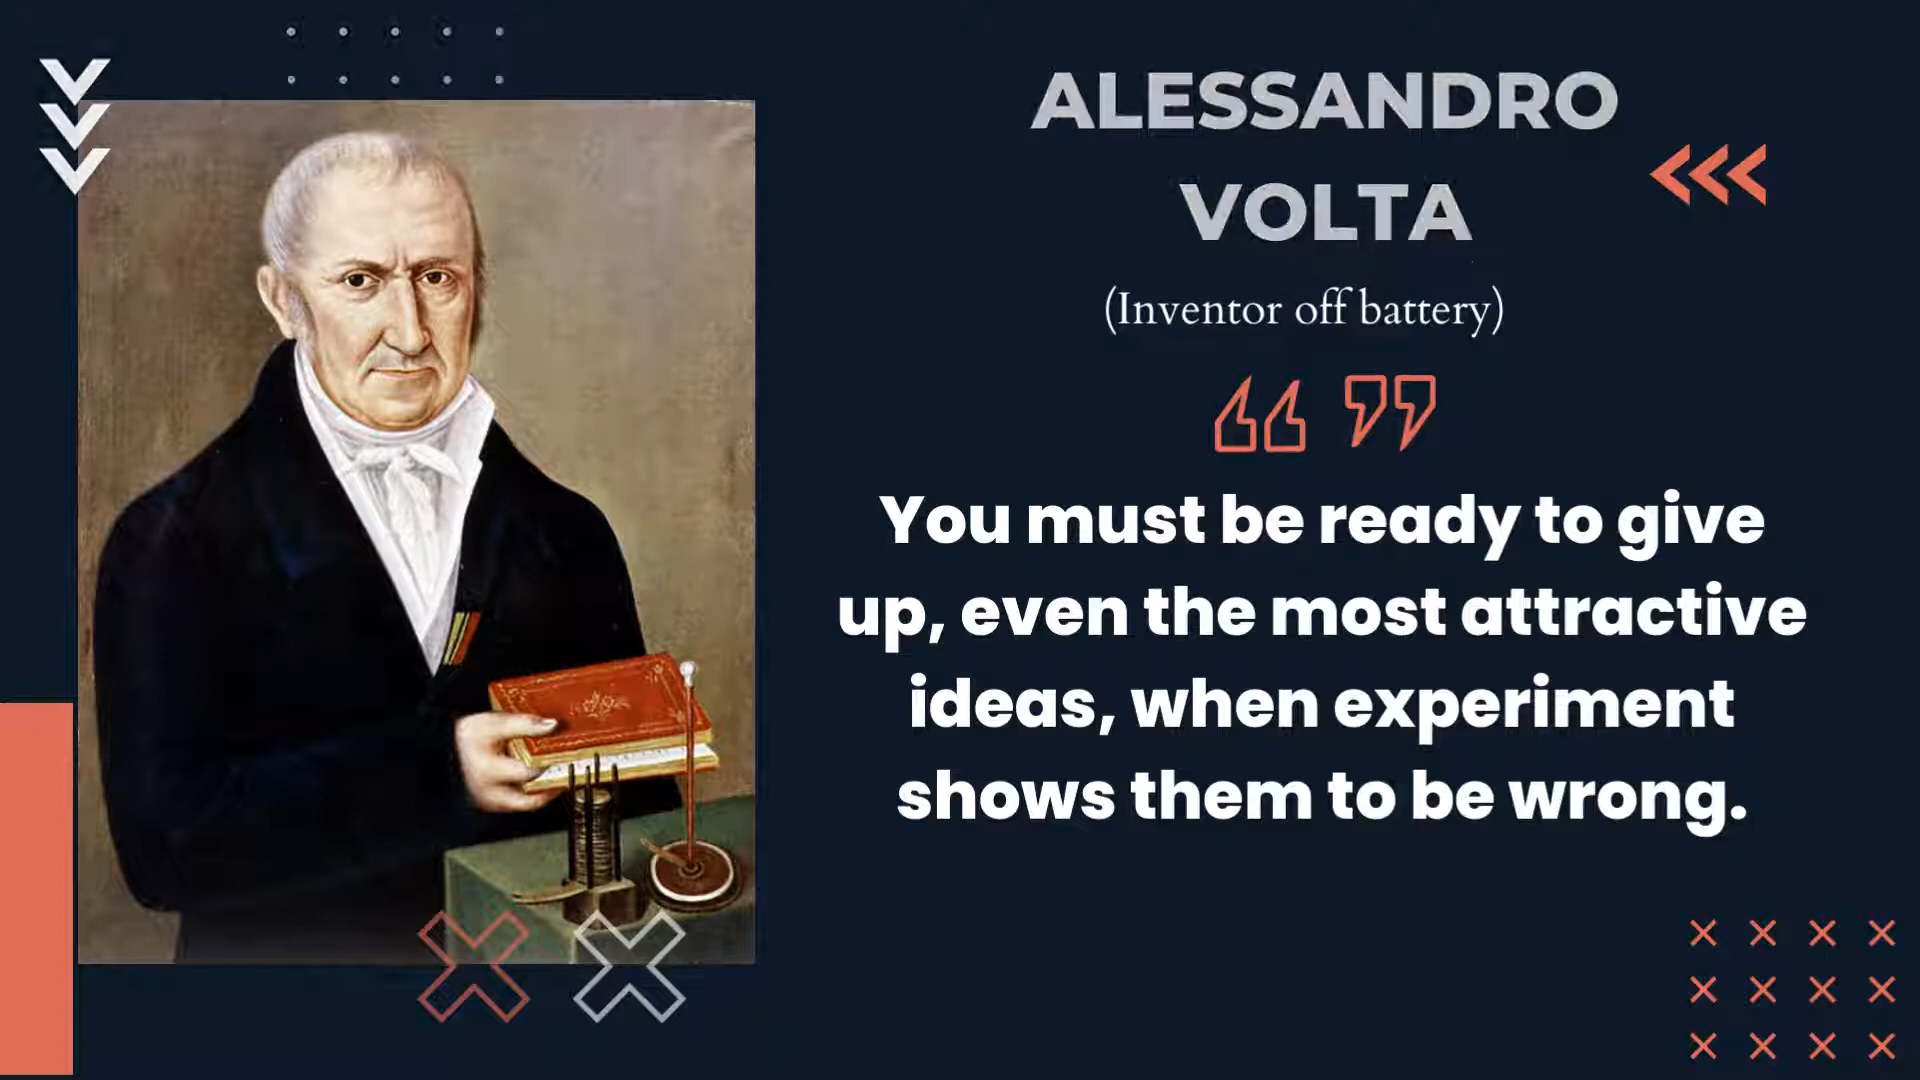 ALESSANDRO
VOLTA
(Inventor off battery)
You must be ready to give
up, even the most attractive
ideas, when experiment
shows them to be wrong.